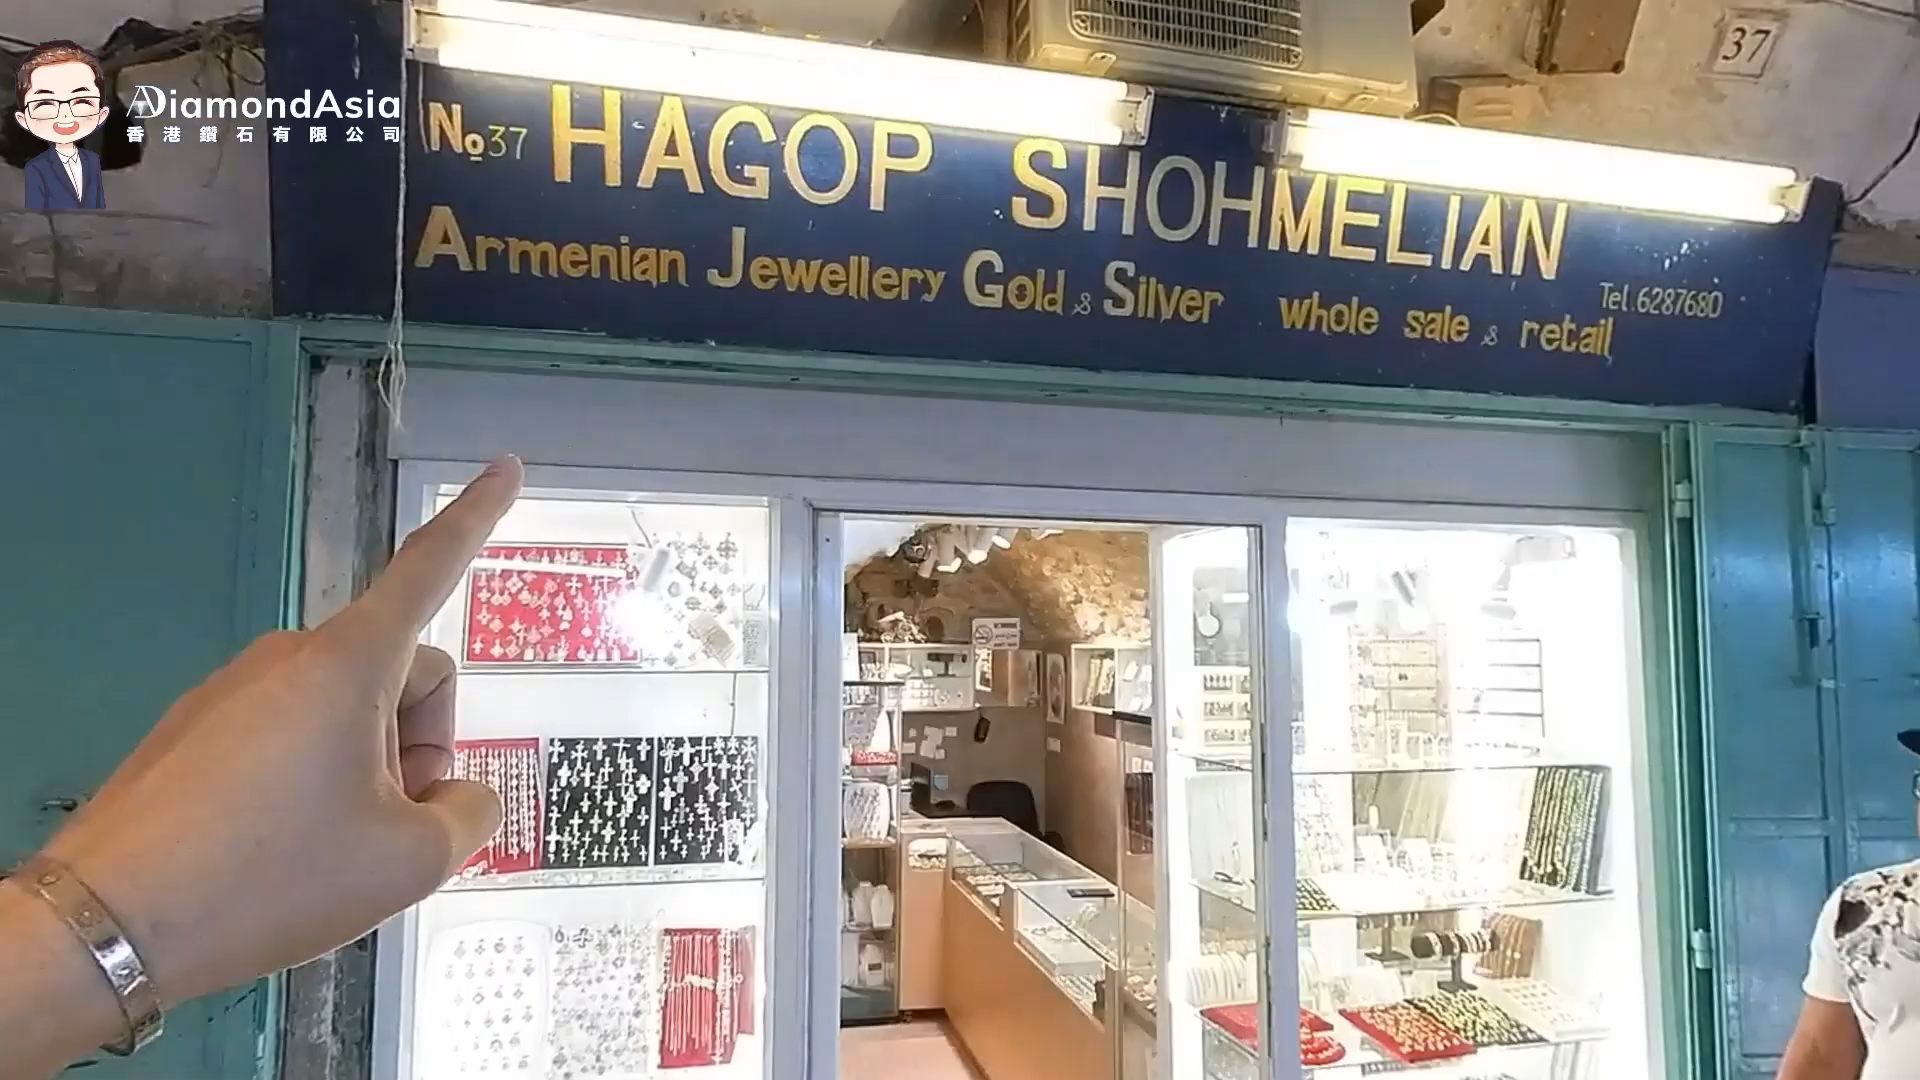 DiamondAsia
香港鑽石有限公司
37
No37 HAGOP SHOHMELIAN
Armenian Jewellery Gold & Silver whole sale & retail
Tel.6287680